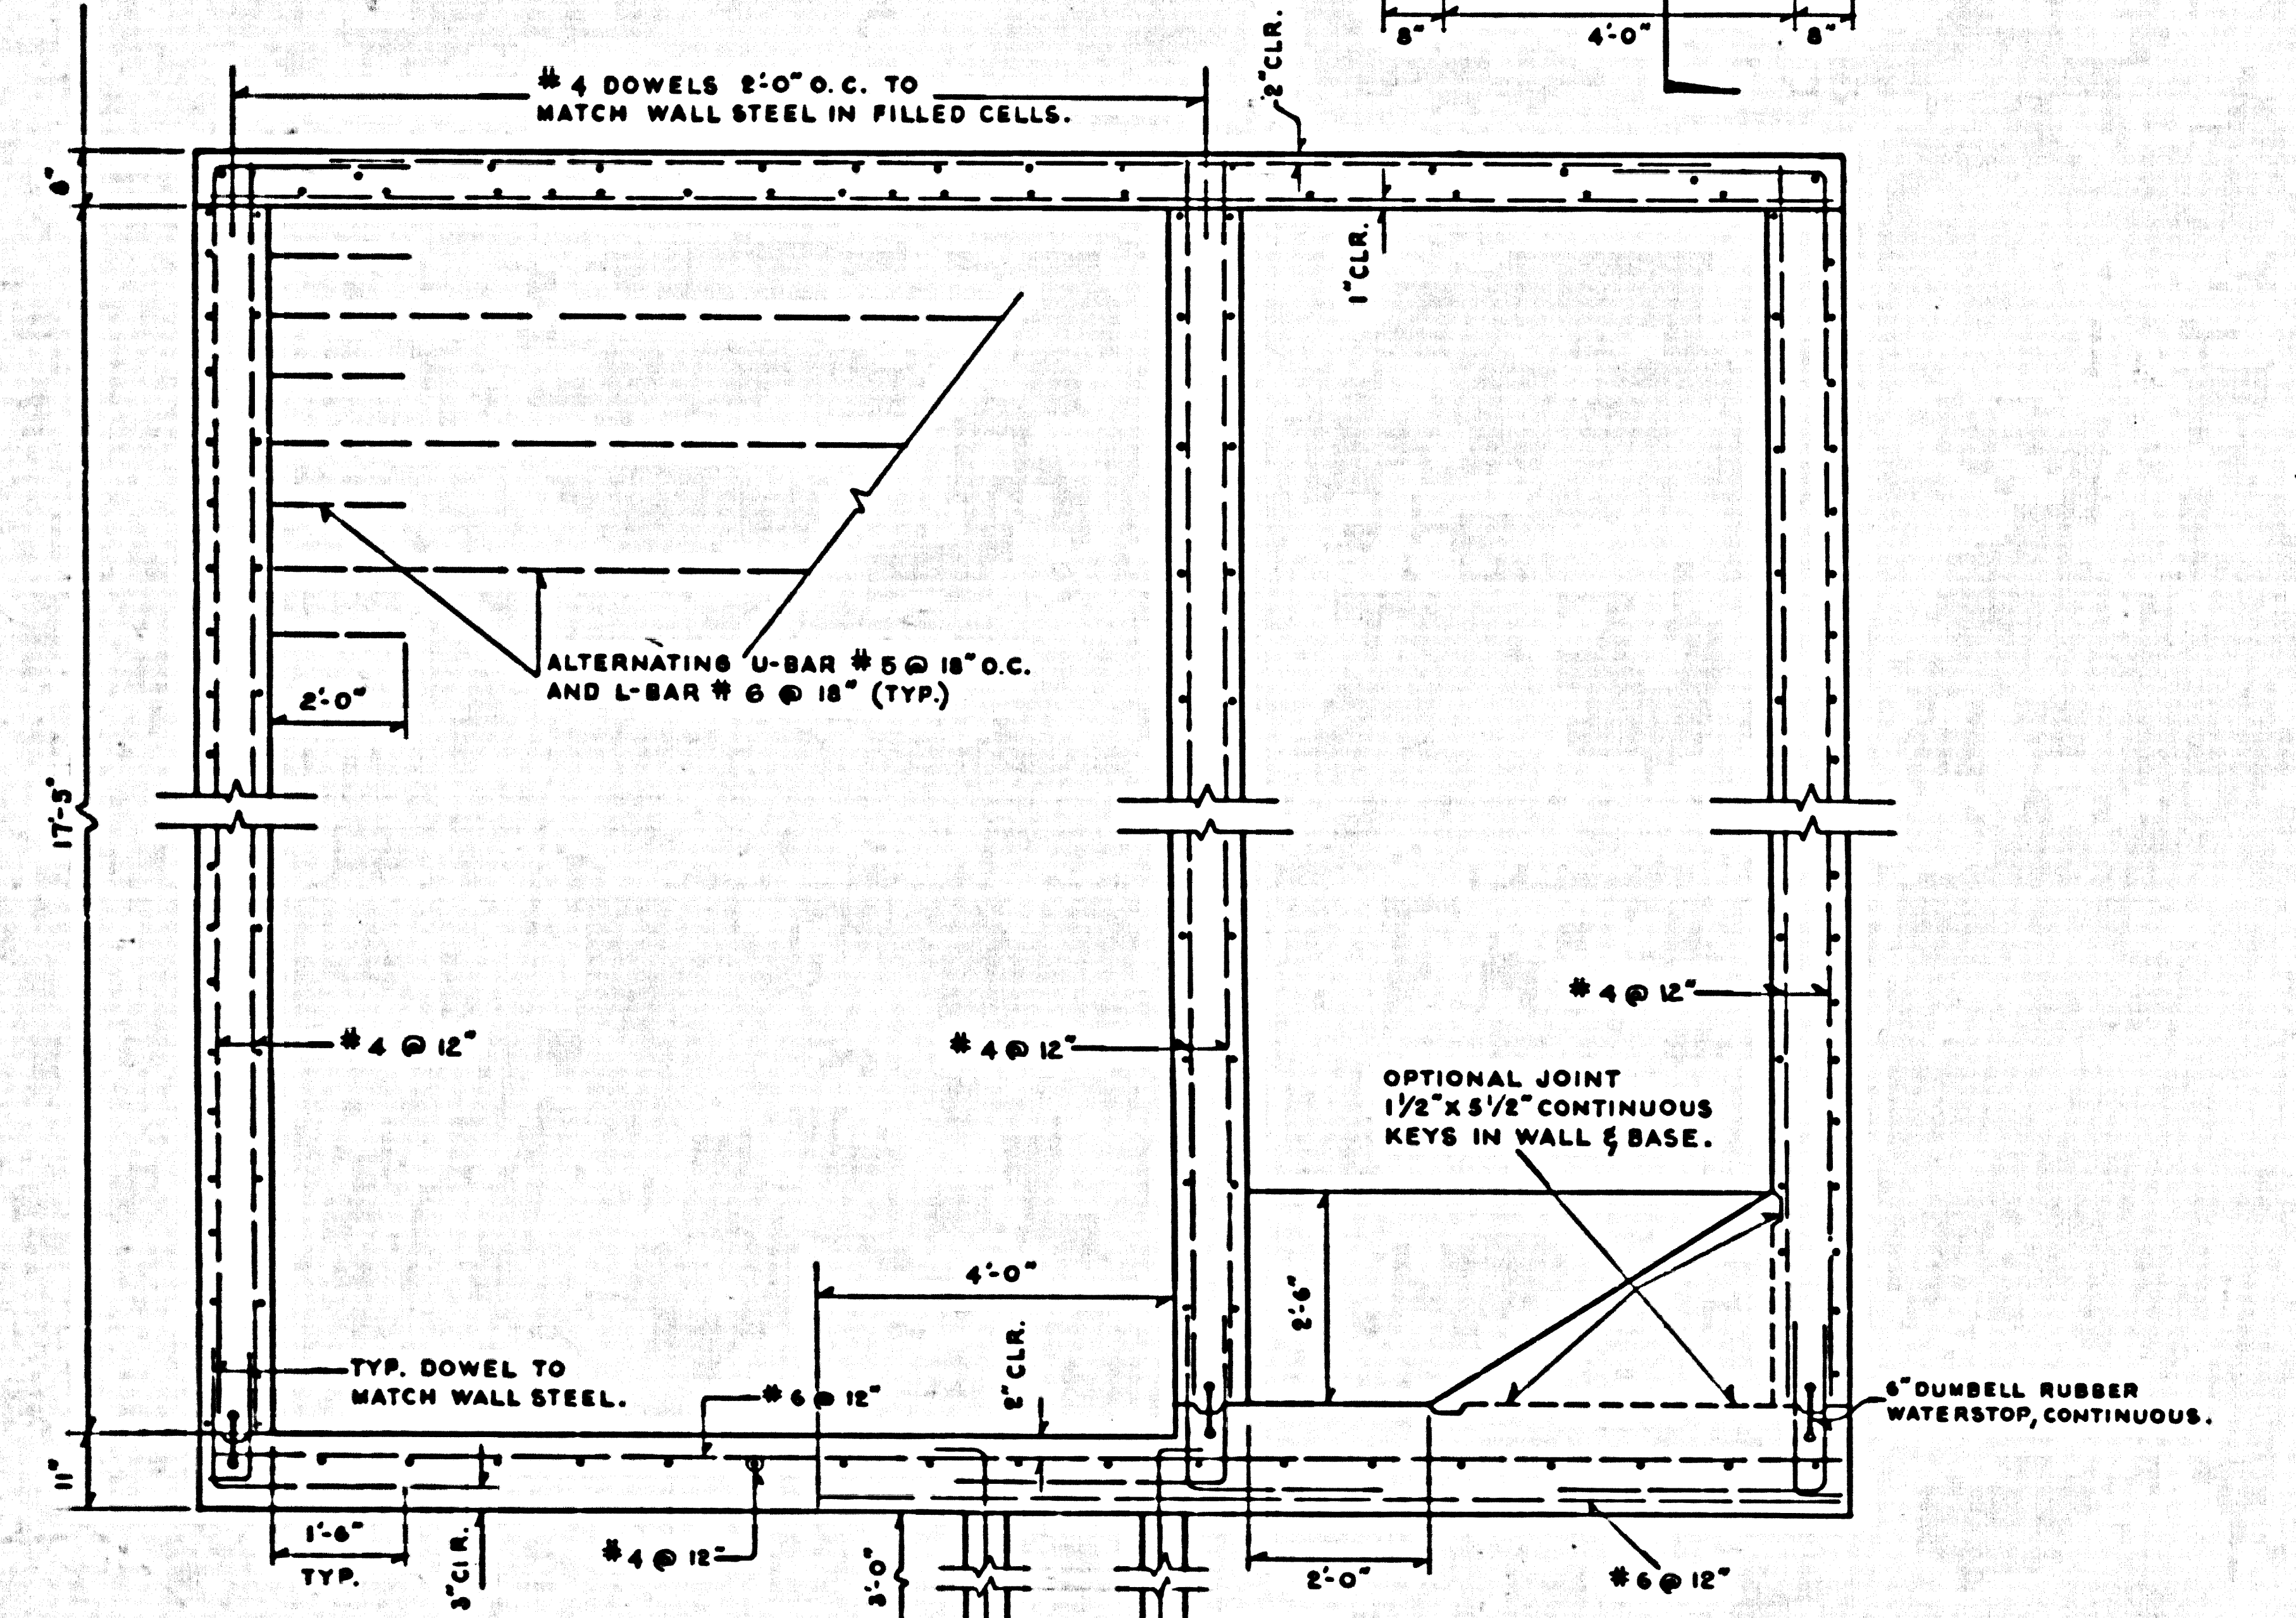 8" 4'-0" 8"
# 4 DOWELS 2'-0" O.C. TO
MATCH WALL STEEL IN FILLED CELLS.
2" CLR.
1" CLR.
ALTERNATING U-BAR # 5 @ 18" O.C.
AND L-BAR # 6 @ 18" (TYP.)
2'-0"
17'-5"
# 4 @ 12"
# 4 @ 12"
# 4 @ 12"
OPTIONAL JOINT
1 1/2" X 5 1/2" CONTINUOUS
KEYS IN WALL & BASE.
4'-0"
2'-6"
2" CLR.
TYP. DOWEL TO
MATCH WALL STEEL.
# 6 @ 12"
6" DUMBELL RUBBER
WATERSTOP, CONTINUOUS.
11"
1'-6"
TYP.
3" CLR.
# 4 @ 12"
3'-0"
2'-0"
# 6 @ 12"